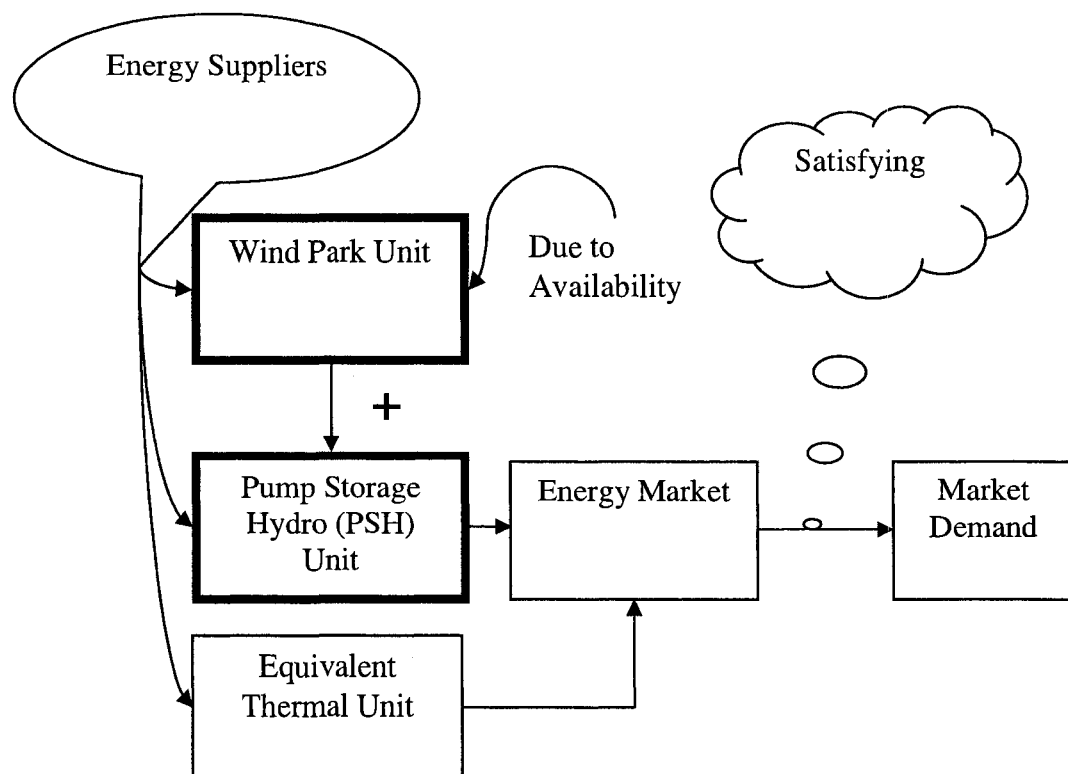 Energy Suppliers
Satisfying
Wind Park Unit
Due to
Availability
+
Pump Storage
Hydro (PSH)
Unit
Energy Market
Market
Demand
Equivalent
Thermal Unit